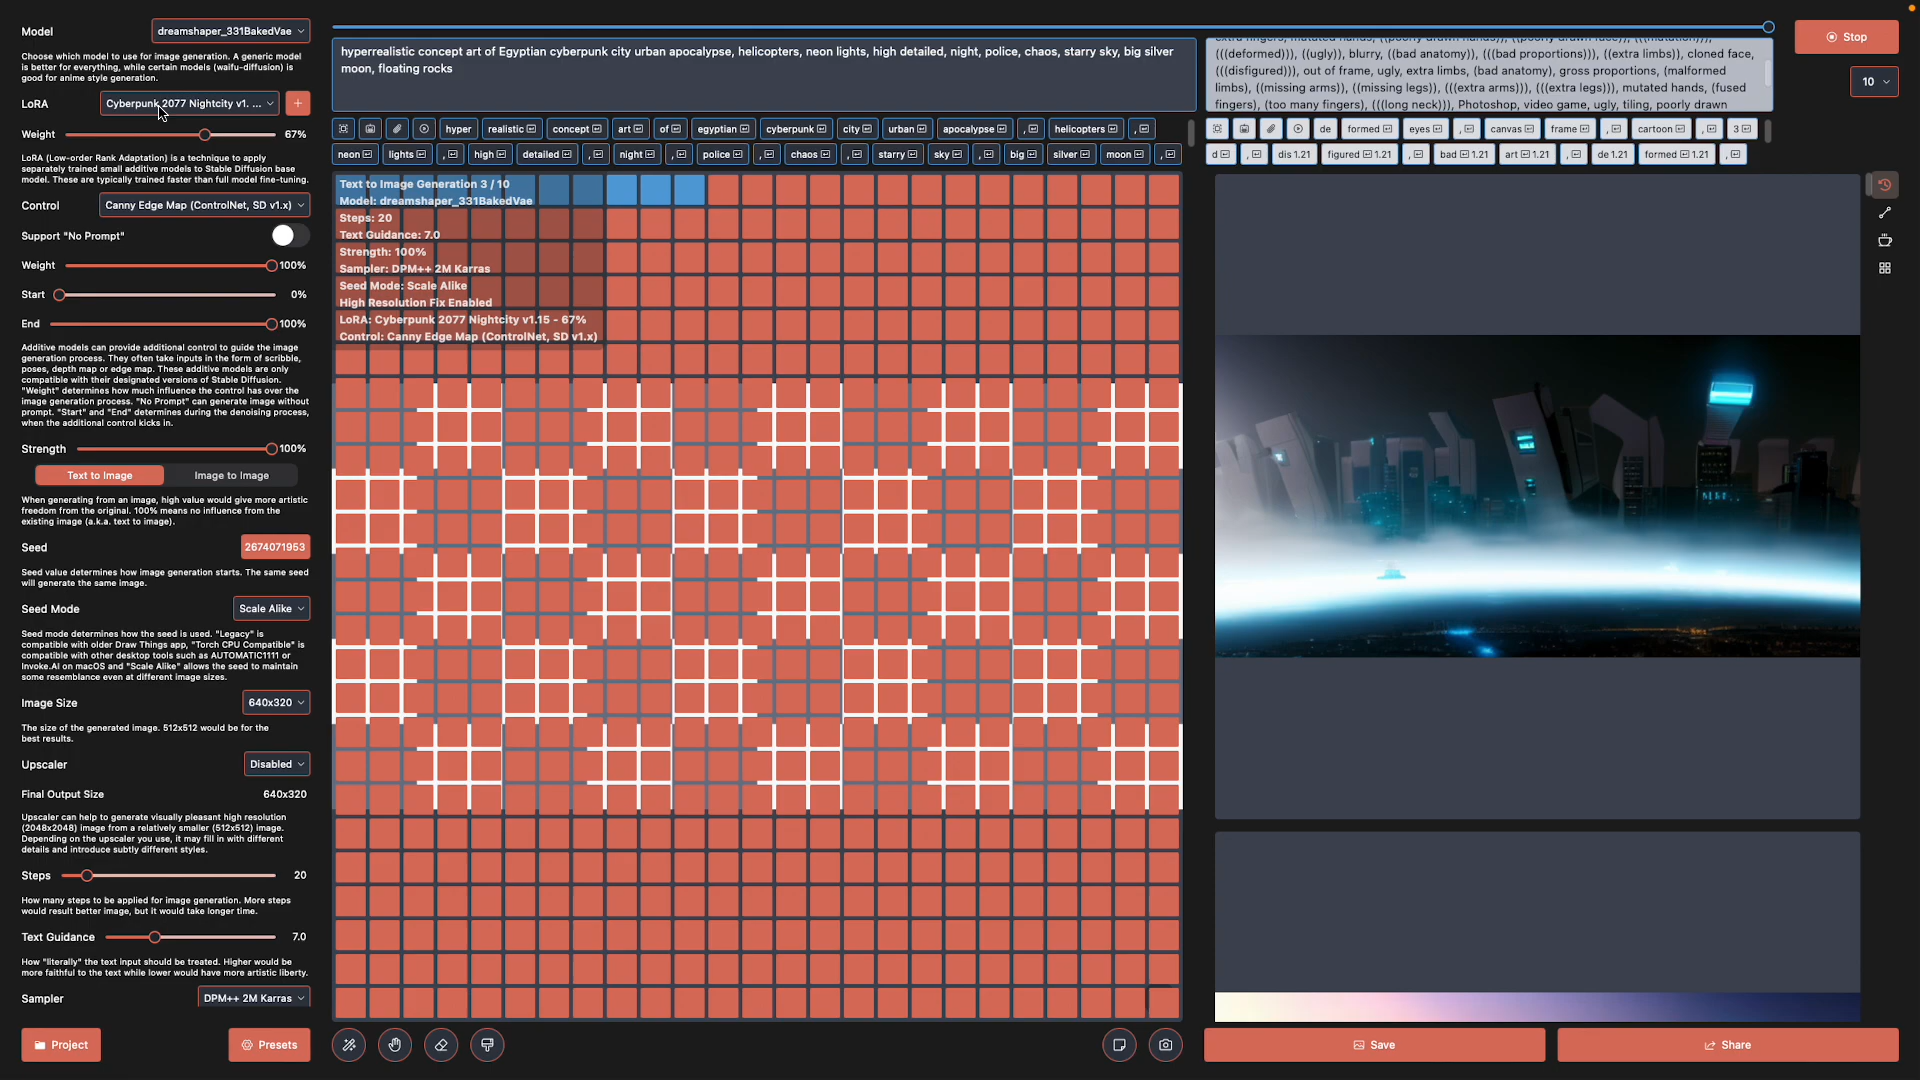 Model
dreamshaper_331BakedVae
Choose which model to use for image generation. A generic model
is better for everything, while certain models (waifu-diffusion) is
good for anime style generation.
LoRA
Cyberpunk 2077 Nightcity v1. ...
+
Weight
67%
LoRA (Low-order Rank Adaptation) is a technique to apply
separately trained small additive models to Stable Diffusion base
model. These are typically trained faster than full model fine-tuning.
Control
Canny Edge Map (ControlNet, SD v1.x)
Support "No Prompt"
Weight
100%
Start
0%
End
100%
Additive models can provide additional control to guide the image
generation process. They often take inputs in the form of scribble,
poses, depth map or edge map. These additive models are only
compatible with their designated versions of Stable Diffusion.
"Weight" determines how much influence the control has over the
image generation process. "No Prompt" can generate image without
prompt. "Start" and "End" determines during the denoising process,
when the additional control kicks in.
Strength
100%
Text to Image
Image to Image
When generating from an image, high value would give more artistic
freedom from the original. 100% means no influence from the
existing image (a.k.a. text to image).
Seed
2674071953
Seed value determines how image generation starts. The same seed
will generate the same image.
Seed Mode
Scale Alike
Seed mode determines how the seed is used. "Legacy" is
compatible with older Draw Things app, "Torch CPU Compatible" is
compatible with other desktop tools such as AUTOMATIC1111 or
Invoke.AI on macOS and "Scale Alike" allows the seed to maintain
some resemblance even at different image sizes.
Image Size
640x320
The size of the generated image. 512x512 would be for the
best results.
Upscaler
Disabled
Final Output Size
640x320
Upscaler can help to generate visually pleasant high resolution
(2048x2048) image from a relatively smaller (512x512) image.
Depending on the upscaler you use, it may fill in with different
details and introduce subtly different styles.
Steps
20
How many steps to be applied for image generation. More steps
would result better image, but it would take longer time.
Text Guidance
7.0
How "literally" the text input should be treated. Higher would be
more faithful to the text while lower would have more artistic liberty.
Sampler
DPM++ 2M Karras
Project
Presets
hyperrealistic concept art of Egyptian cyberpunk city urban apocalypse, helicopters, neon lights, high detailed, night, police, chaos, starry sky, big silver
moon, floating rocks
hyper realistic concept art of egyptian cyberpunk city urban apocalypse , helicopters ,
neon lights , high detailed , night , police , chaos , starry sky , big silver moon ,
Text to Image Generation 3 / 10
Model: dreamshaper_331BakedVae
Steps: 20
Text Guidance: 7.0
Strength: 100%
Sampler: DPM++ 2M Karras
Seed Mode: Scale Alike
High Resolution Fix Enabled
LoRA: Cyberpunk 2077 Nightcity v1.15 - 67%
Control: Canny Edge Map (ControlNet, SD v1.x)
(((deformed))), ((ugly)), blurry, ((bad anatomy)), (((bad proportions))), ((extra limbs)), cloned face,
(((disfigured))), out of frame, ugly, extra limbs, (bad anatomy), gross proportions, (malformed
limbs), ((missing arms)), ((missing legs)), (((extra arms))), (((extra legs))), mutated hands, (fused
fingers), (too many fingers), (((long neck))), Photoshop, video game, ugly, tiling, poorly drawn
de formed eyes , canvas frame , cartoon , 3
d , dis 1.21 figured 1.21 , bad 1.21 art 1.21 , de 1.21 formed 1.21 ,
Stop
10
Save
Share